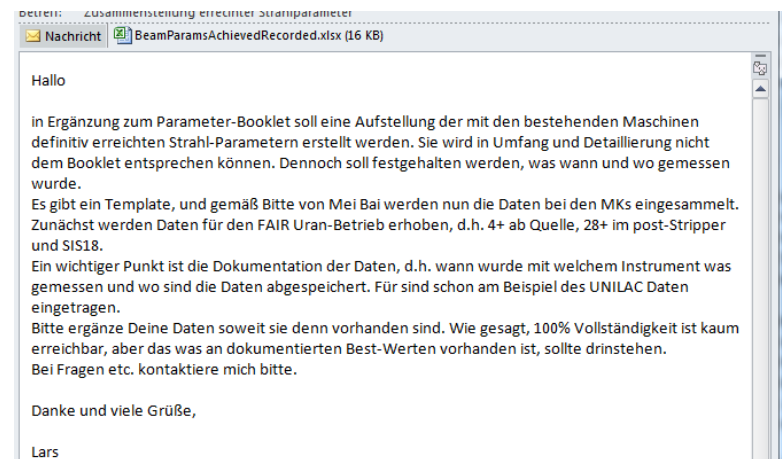 Betreff: Zusammenstellung erreichter Strahlparameter
Nachricht BeamParamsAchievedRecorded.xlsx (16 KB)
Hallo
in Ergänzung zum Parameter-Booklet soll eine Aufstellung der mit den bestehenden Maschinen
definitiv erreichten Strahl-Parametern erstellt werden. Sie wird in Umfang und Detaillierung nicht
dem Booklet entsprechen können. Dennoch soll festgehalten werden, was wann und wo gemessen
wurde.
Es gibt ein Template, und gemäß Bitte von Mei Bai werden nun die Daten bei den MKs eingesammelt.
Zunächst werden Daten für den FAIR Uran-Betrieb erhoben, d.h. 4+ ab Quelle, 28+ im post-Stripper
und SIS18.
Ein wichtiger Punkt ist die Dokumentation der Daten, d.h. wann wurde mit welchem Instrument was
gemessen und wo sind die Daten abgespeichert. Für sind schon am Beispiel des UNILAC Daten
eingetragen.
Bitte ergänze Deine Daten soweit sie denn vorhanden sind. Wie gesagt, 100% Vollständigkeit ist kaum
erreichbar, aber das was an dokumentierten Best-Werten vorhanden ist, sollte drinstehen.
Bei Fragen etc. kontaktiere mich bitte.
Danke und viele Grüße,
Lars